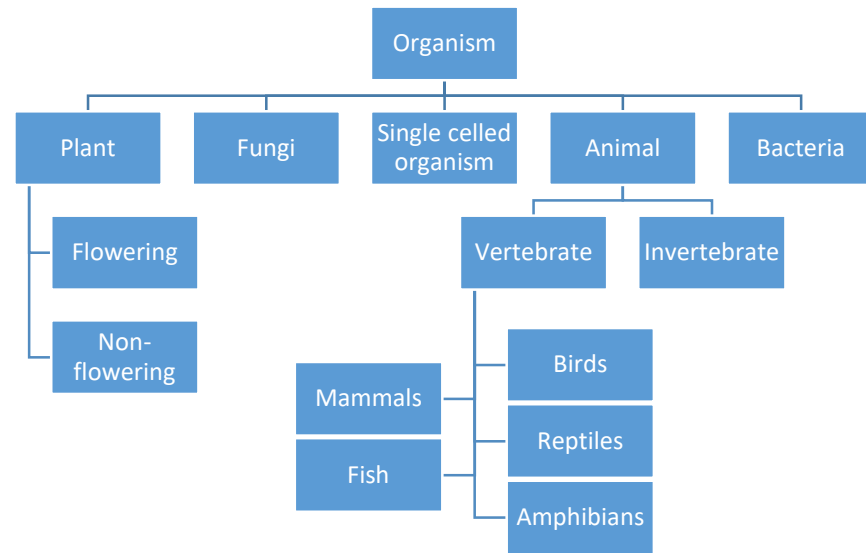 Organism
Plant
Fungi
Single celled
organism
Animal
Bacteria
Flowering
Vertebrate
Invertebrate
Non-
flowering
Birds
Mammals
Reptiles
Fish
Amphibians